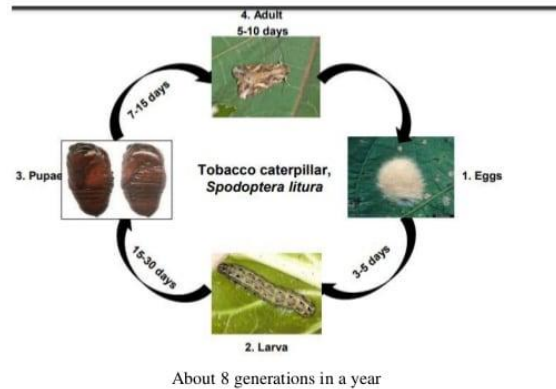 4. Adult
5-10 days
7-15 days
3. Pupae
Tobacco caterpillar,
Spodoptera litura
1. Eggs
15-30 days
3-5 days
2. Larva
About 8 generations in a year